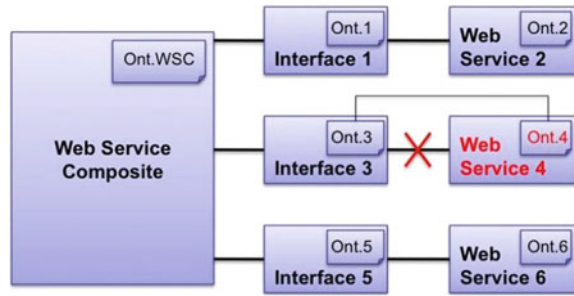 Ont.WSC
Web Service
Composite
Ont.1
Interface 1
Ont.2
Web
Service 2
Ont.3
Interface 3
Ont.4
Web
Service 4
Ont.5
Interface 5
Ont.6
Web
Service 6